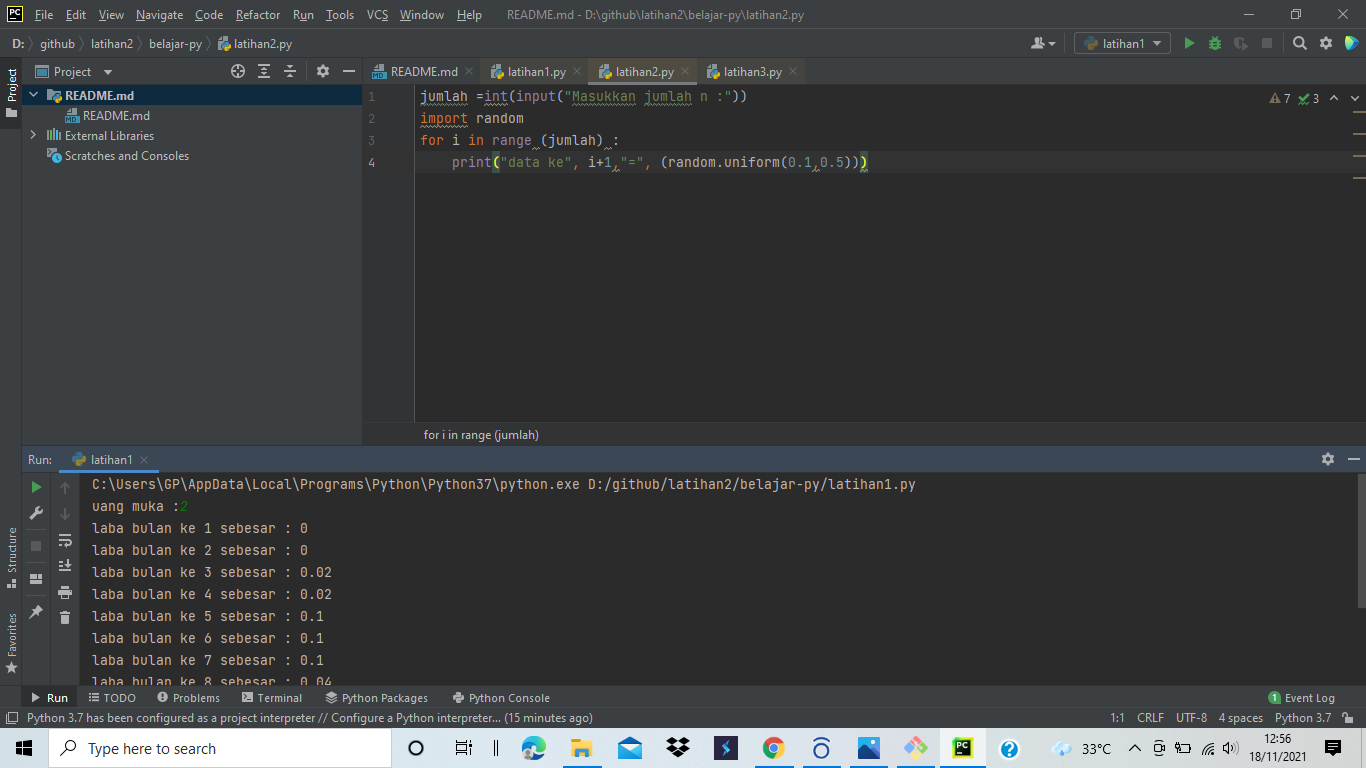 PC File Edit View Navigate Code Refactor Run Tools VCS Window Help README.md - D:\github\latihan2\belajar-py\latihan2.py
D: github latihan2 belajar-py latihan2.py latihan1
Project Project README.md latihan1.py latihan2.py latihan3.py
README.md
README.md
External Libraries
Scratches and Consoles
1 jumlah =int(input("Masukkan jumlah n :")) 7 3
2 import random
3 for i in range (jumlah) :
4 print("data ke", i+1,"=", (random.uniform(0.1,0.5)))
for i in range (jumlah)
Run: latihan1
C:\Users\GP\AppData\Local\Programs\Python\Python37\python.exe D:/github/latihan2/belajar-py/latihan1.py
uang muka :2
laba bulan ke 1 sebesar : 0
laba bulan ke 2 sebesar : 0
laba bulan ke 3 sebesar : 0.02
laba bulan ke 4 sebesar : 0.02
laba bulan ke 5 sebesar : 0.1
laba bulan ke 6 sebesar : 0.1
laba bulan ke 7 sebesar : 0.1
laba bulan ke 8 sebesar : 0.04
Structure
Favorites
Run TODO Problems Terminal Python Packages Python Console 1 Event Log
Python 3.7 has been configured as a project interpreter // Configure a Python interpreter... (15 minutes ago) 1:1 CRLF UTF-8 4 spaces Python 3.7
Type here to search PC 33°C 12:56
18/11/2021